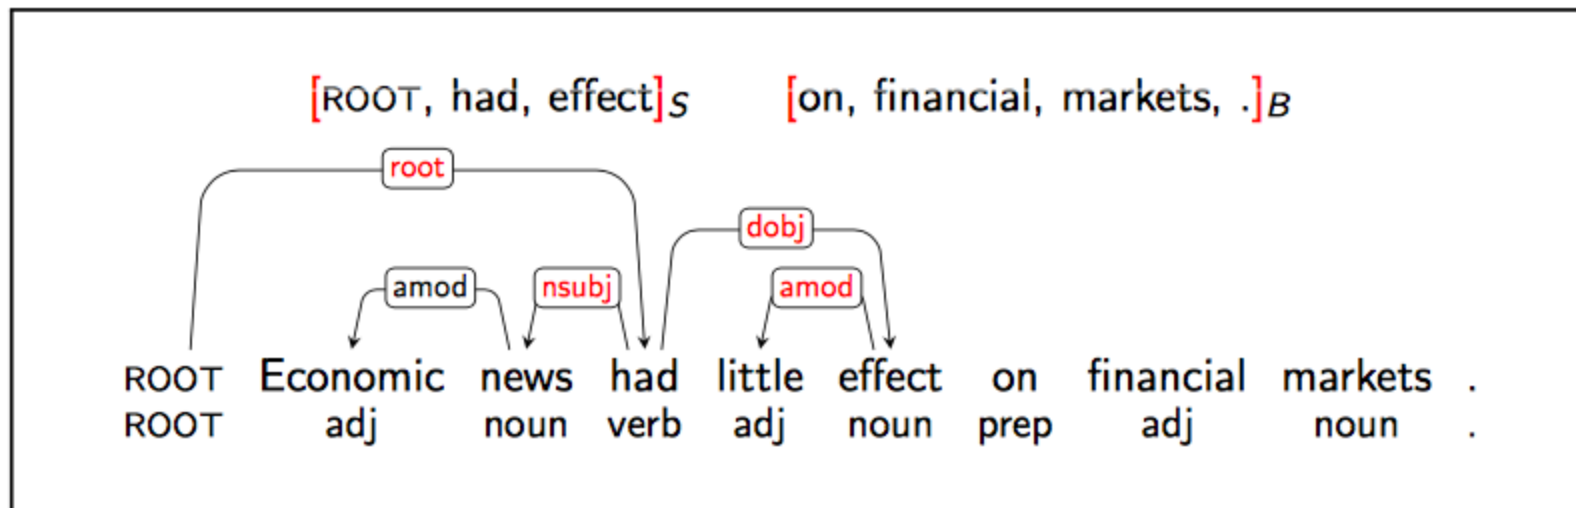 [ROOT, had, effect]S [on, financial, markets, .]B
root
dobj
amod nsubj amod
ROOT Economic news had little effect on financial markets .
ROOT adj noun verb adj noun prep adj noun .